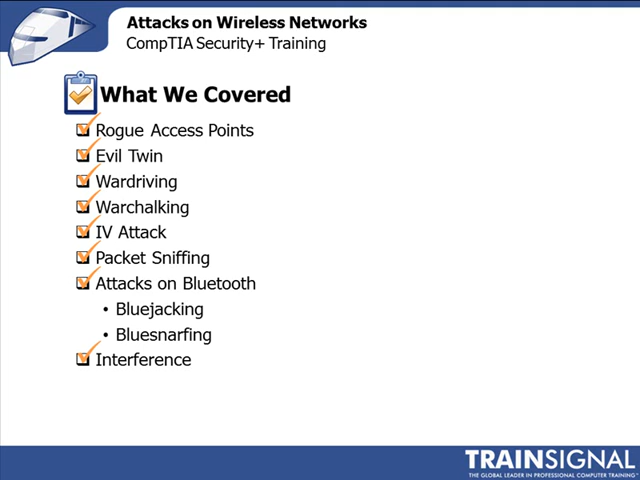 Attacks on Wireless Networks
CompTIA Security+ Training
What We Covered
Rogue Access Points
Evil Twin
Wardriving
Warchalking
IV Attack
Packet Sniffing
Attacks on Bluetooth
• Bluejacking
• Bluesnarfing
Interference
TRAINSIGNAL
THE GLOBAL LEADER IN PROFESSIONAL COMPUTER TRAINING™